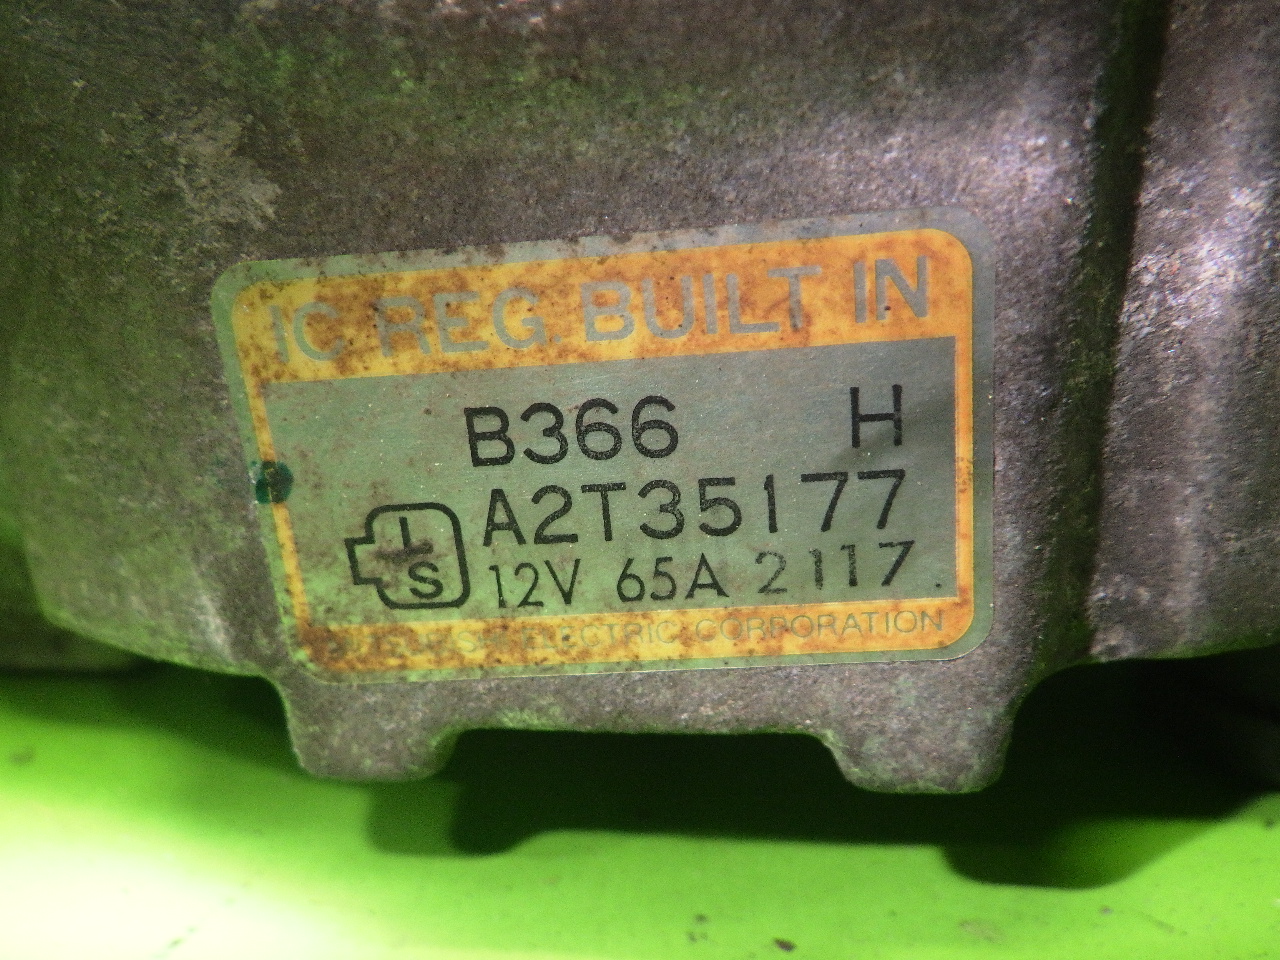 IC REG. BUILT IN
B366 H
A2T35177
L
S
12V 65A 2117.
ELECTRIC CORPORATION